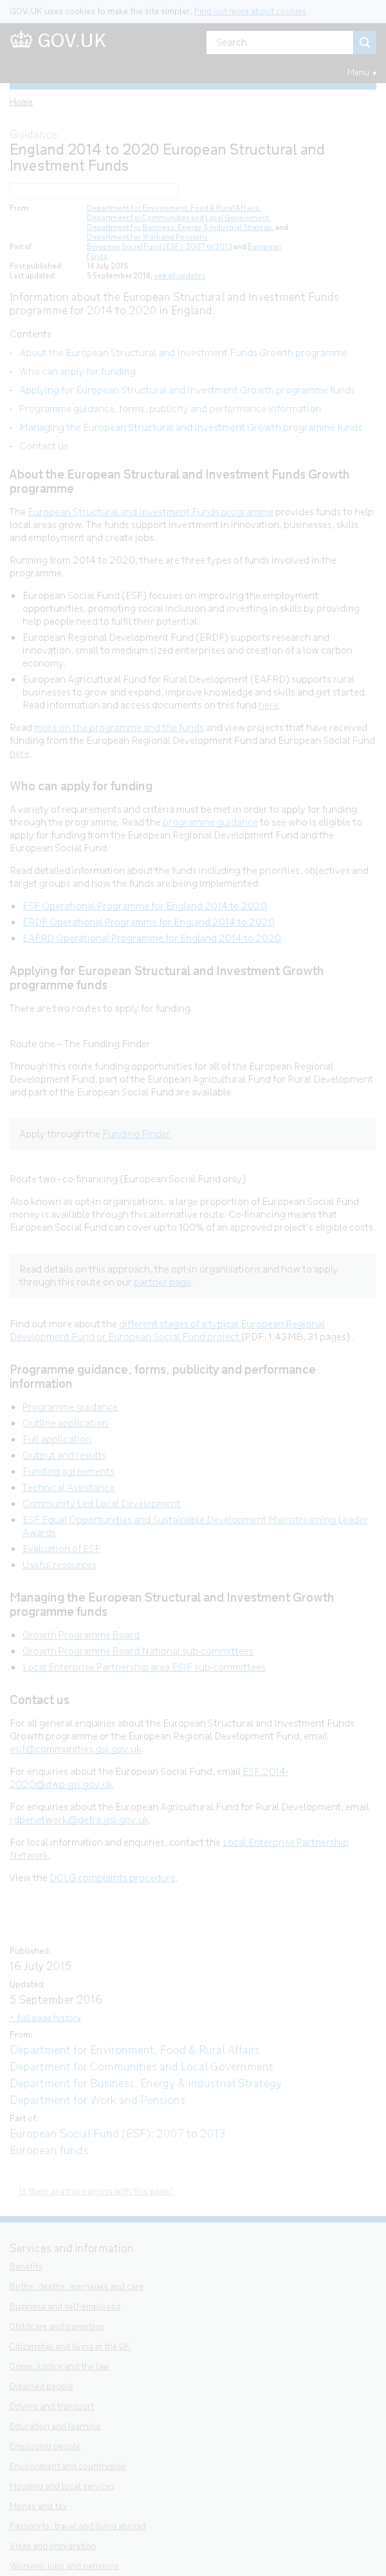 GOV.UK uses cookies to make the site simpler. Find out more about cookies
GOV.UK
Search
Menu ▾
Home
Guidance
England 2014 to 2020 European Structural and
Investment Funds
From: Department for Environment, Food & Rural Affairs,
Department for Communities and Local Government,
Department for Business, Energy & Industrial Strategy, and
Department for Work and Pensions
Part of: European Social Fund (ESF): 2007 to 2013 and European
funds
First published: 16 July 2015
Last updated: 5 September 2016, see all updates
Information about the European Structural and Investment Funds
programme for 2014 to 2020 in England.
Contents
- About the European Structural and Investment Funds Growth programme
- Who can apply for funding
- Applying for European Structural and Investment Growth programme funds
- Programme guidance, forms, publicity and performance information
- Managing the European Structural and Investment Growth programme funds
- Contact us
About the European Structural and Investment Funds Growth
programme
The European Structural and Investment Funds programme provides funds to help
local areas grow. The funds support investment in innovation, businesses, skills
and employment and create jobs.
Running from 2014 to 2020, there are three types of funds involved in the
programme.
• European Social Fund (ESF) focuses on improving the employment
opportunities, promoting social inclusion and investing in skills by providing
help people need to fulfil their potential.
• European Regional Development Fund (ERDF) supports research and
innovation, small to medium sized enterprises and creation of a low carbon
economy.
• European Agricultural Fund for Rural Development (EAFRD) supports rural
businesses to grow and expand, improve knowledge and skills and get started.
Read information and access documents on this fund here.
Read more on the programme and the funds and view projects that have received
funding from the European Regional Development Fund and European Social Fund
here.
Who can apply for funding
A variety of requirements and criteria must be met in order to apply for funding
through the programme. Read the programme guidance to see who is eligible to
apply for funding from the European Regional Development Fund and the
European Social Fund.
Read detailed information about the funds including the priorities, objectives and
target groups and how the funds are being implemented:
• ESF Operational Programme for England 2014 to 2020
• ERDF Operational Programme for England 2014 to 2020
• EAFRD Operational Programme for England 2014 to 2020
Applying for European Structural and Investment Growth
programme funds
There are two routes to apply for funding.
Route one – The Funding Finder
Through this route funding opportunities for all of the European Regional
Development Fund, part of the European Agricultural Fund for Rural Development
and part of the European Social Fund are available.
Apply through the Funding Finder
Route two - co-financing (European Social Fund only)
Also known as opt-in organisations, a large proportion of European Social Fund
money is available through this alternative route. Co-financing means that
European Social Fund can cover up to 100% of an approved project's eligible costs.
Read details on this approach, the opt-in organisations and how to apply
through this route on our partner page.
Find out more about the different stages of a typical European Regional
Development Fund or European Social Fund project (PDF, 1.43MB, 31 pages) .
Programme guidance, forms, publicity and performance
information
• Programme guidance
• Outline application
• Full application
• Output and results
• Funding agreements
• Technical Assistance
• Community Led Local Development
• ESF Equal Opportunities and Sustainable Development Mainstreaming Leader
Awards
• Evaluation of ESF
• Useful resources
Managing the European Structural and Investment Growth
programme funds
• Growth Programme Board
• Growth Programme Board National sub-committees
• Local Enterprise Partnership area ESIF sub-committees
Contact us
For all general enquiries about the European Structural and Investment Funds
Growth programme or the European Regional Development Fund, email
esif@communities.gsi.gov.uk.
For enquiries about the European Social Fund, email ESF.2014-
2020@dwp.gsi.gov.uk.
For enquiries about the European Agricultural Fund for Rural Development, email
rdpenetwork@defra.gsi.gov.uk.
For local information and enquiries, contact the Local Enterprise Partnership
Network.
View the DCLG complaints procedure.
Published:
16 July 2015
Updated:
5 September 2016
+ full page history
From:
Department for Environment, Food & Rural Affairs
Department for Communities and Local Government
Department for Business, Energy & Industrial Strategy
Department for Work and Pensions
Part of:
European Social Fund (ESF): 2007 to 2013
European funds
Is there anything wrong with this page?
Services and information
Benefits
Births, deaths, marriages and care
Business and self-employed
Childcare and parenting
Citizenship and living in the UK
Crime, justice and the law
Disabled people
Driving and transport
Education and learning
Employing people
Environment and countryside
Housing and local services
Money and tax
Passports, travel and living abroad
Visas and immigration
Working, jobs and pensions